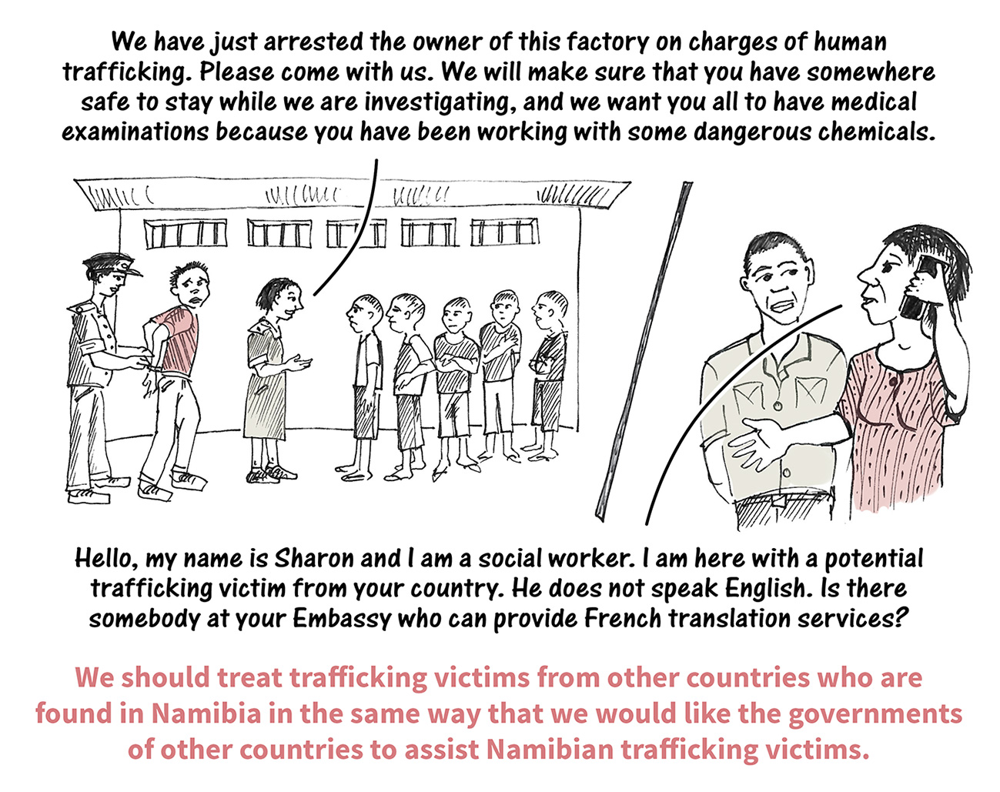 We have just arrested the owner of this factory on charges of human
trafficking. Please come with us. We will make sure that you have somewhere
safe to stay while we are investigating, and we want you all to have medical
examinations because you have been working with some dangerous chemicals.
Hello, my name is Sharon and I am a social worker. I am here with a potential
trafficking victim from your country. He does not speak English. Is there
somebody at your Embassy who can provide French translation services?
We should treat trafficking victims from other countries who are
found in Namibia in the same way that we would like the governments
of other countries to assist Namibian trafficking victims.